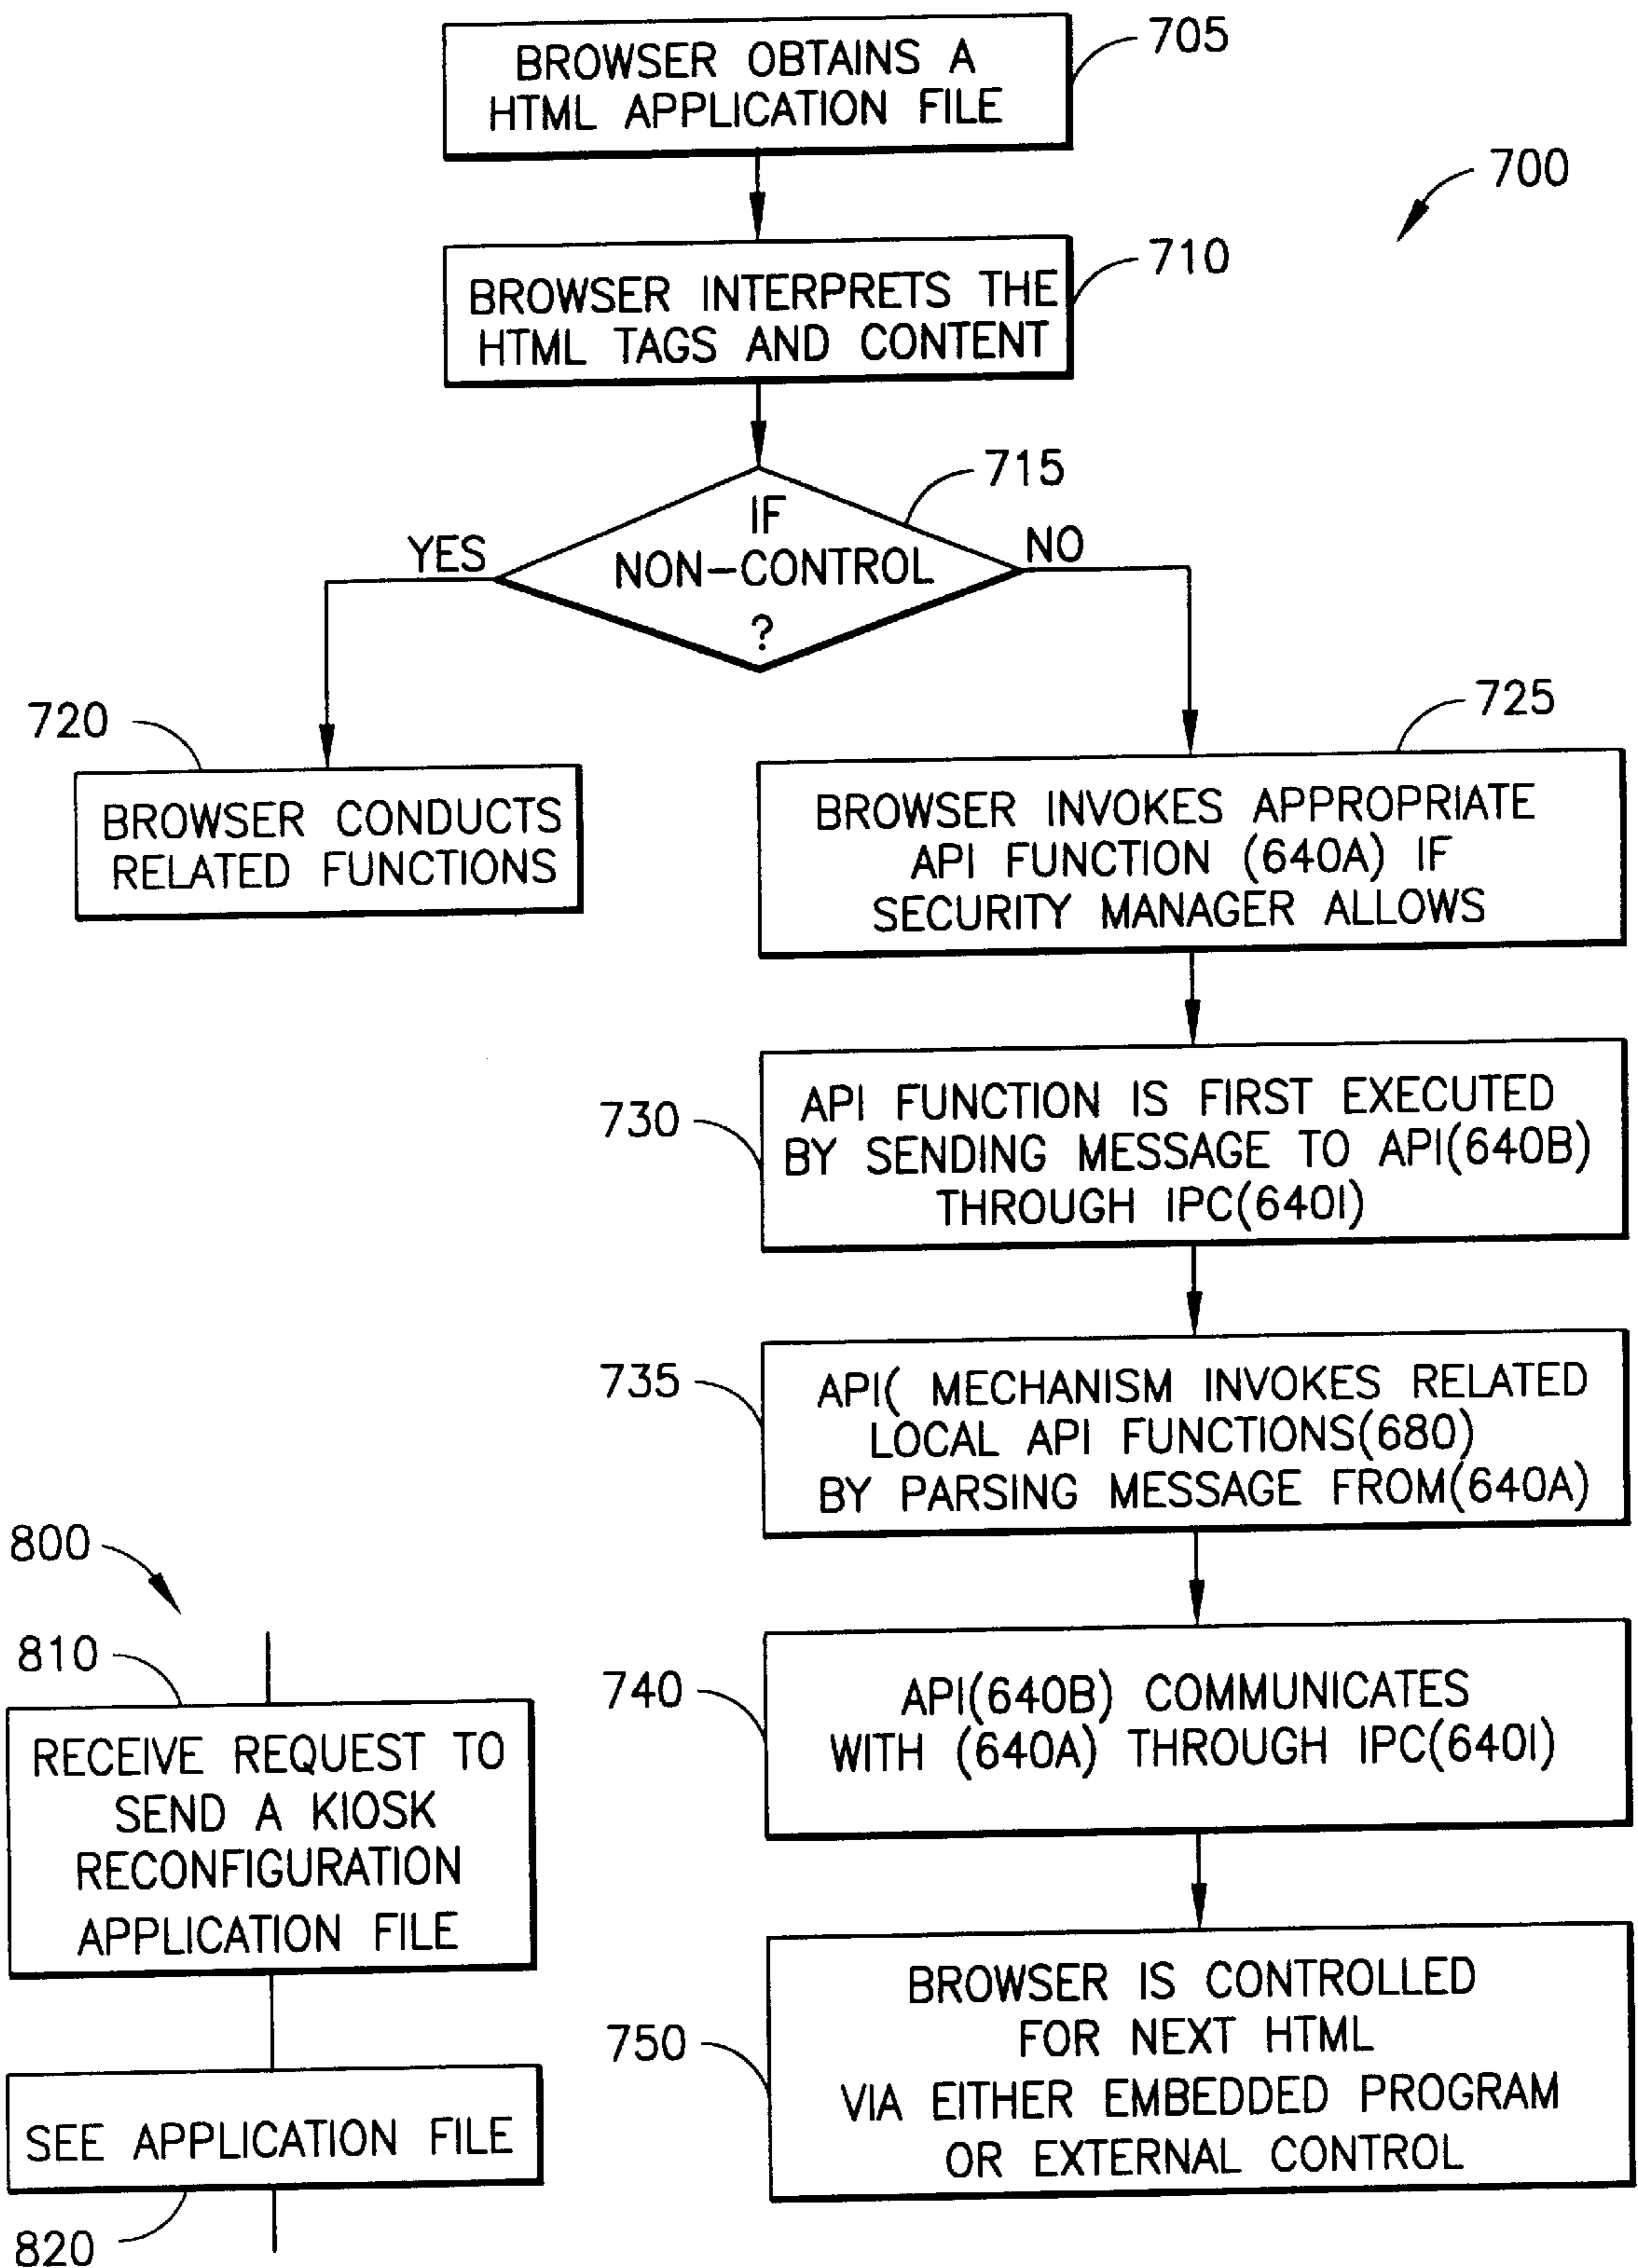 BROWSER OBTAINS A
HTML APPLICATION FILE
705
700
BROWSER INTERPRETS THE
HTML TAGS AND CONTENT
710
IF
NON-CONTROL
?
715
YES
NO
720
BROWSER CONDUCTS
RELATED FUNCTIONS
725
BROWSER INVOKES APPROPRIATE
API FUNCTION (640A) IF
SECURITY MANAGER ALLOWS
730
API FUNCTION IS FIRST EXECUTED
BY SENDING MESSAGE TO API(640B)
THROUGH IPC(640I)
735
API( MECHANISM INVOKES RELATED
LOCAL API FUNCTIONS(680)
BY PARSING MESSAGE FROM(640A)
740
API(640B) COMMUNICATES
WITH (640A) THROUGH IPC(640I)
750
BROWSER IS CONTROLLED
FOR NEXT HTML
VIA EITHER EMBEDDED PROGRAM
OR EXTERNAL CONTROL
800
810
RECEIVE REQUEST TO
SEND A KIOSK
RECONFIGURATION
APPLICATION FILE
SEE APPLICATION FILE
820